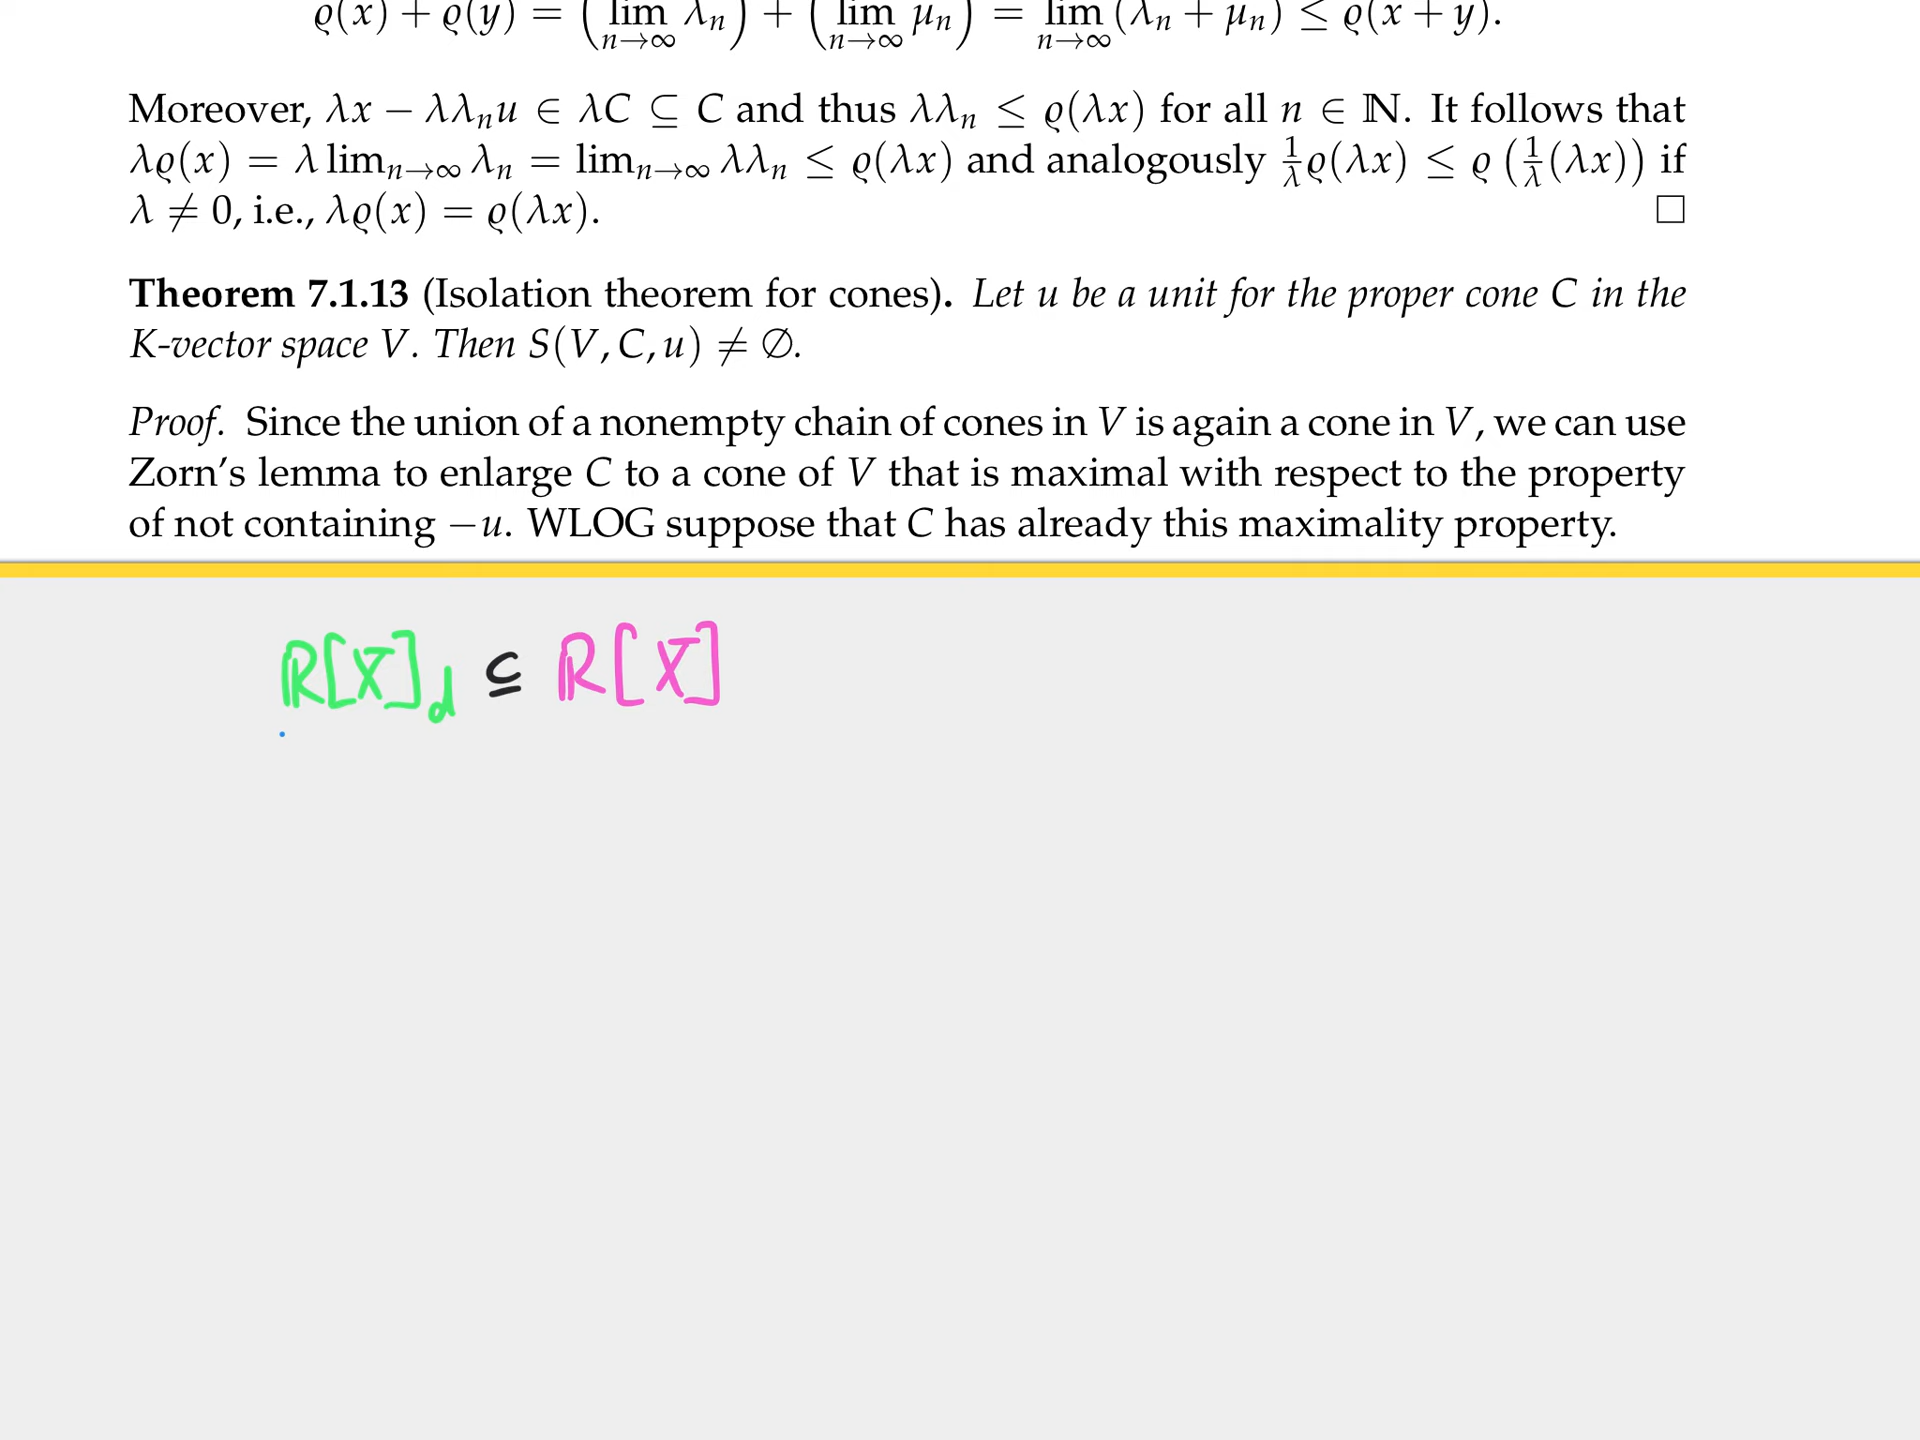 ϱ(x) + ϱ(y) = (lim_{n→∞} λ_n) + (lim_{n→∞} μ_n) = lim_{n→∞} (λ_n + μ_n) ≤ ϱ(x + y).
Moreover, λx − λλ_n u ∈ λC ⊆ C and thus λλ_n ≤ ϱ(λx) for all n ∈ ℕ. It follows that
λϱ(x) = λ lim_{n→∞} λ_n = lim_{n→∞} λλ_n ≤ ϱ(λx) and analogously 1/λ ϱ(λx) ≤ ϱ (1/λ (λx)) if
λ ≠ 0, i.e., λϱ(x) = ϱ(λx). □
Theorem 7.1.13 (Isolation theorem for cones). Let u be a unit for the proper cone C in the
K-vector space V. Then S(V, C, u) ≠ ∅.
Proof. Since the union of a nonempty chain of cones in V is again a cone in V, we can use
Zorn's lemma to enlarge C to a cone of V that is maximal with respect to the property
of not containing −u. WLOG suppose that C has already this maximality property.
ℝ[X]_d ⊆ ℝ[X]